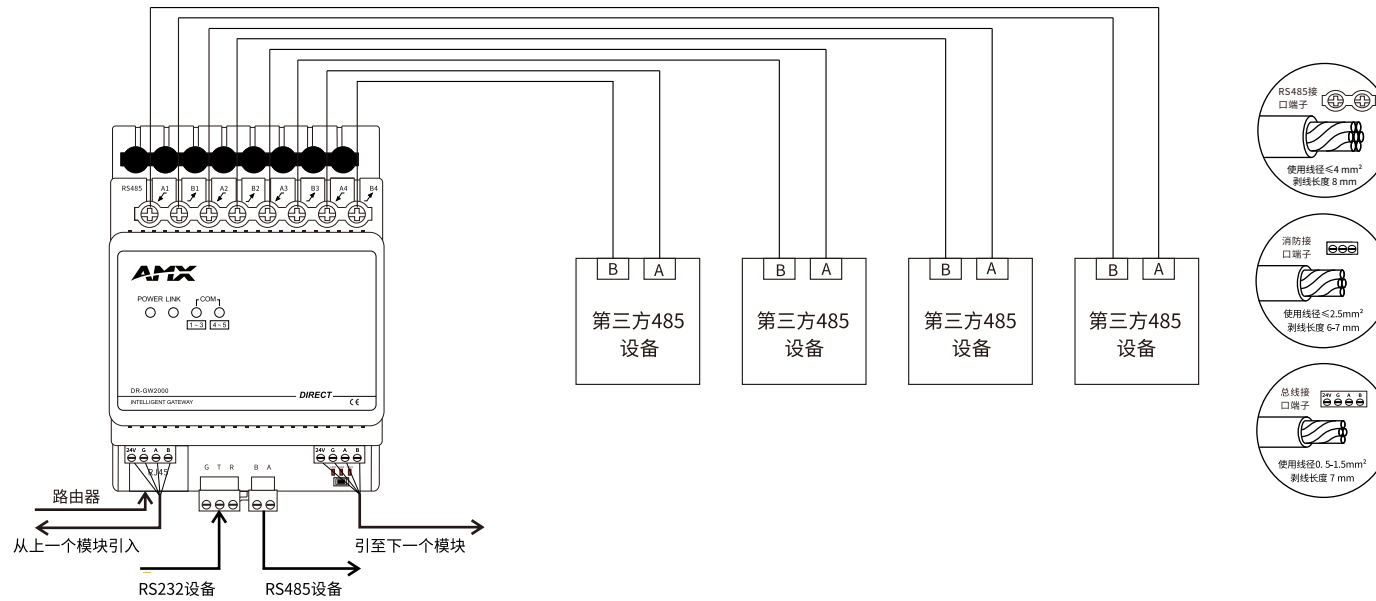 RS485 A1 B1 A2 B2 A3 B3 A4 B4
AMX
POWER LINK COM
1~3 4~5
DR-GW2000
INTELLIGENT GATEWAY
DIRECT
CE
24V G A B
RJ45
G T R
B A
24V G A B
路由器
从上一个模块引入
引至下一个模块
RS232设备
RS485设备
B A
第三方485
设备
B A
第三方485
设备
B A
第三方485
设备
B A
第三方485
设备
RS485接
口端子
使用线径≤4 mm²
剥线长度 8 mm
消防接
口端子
使用线径≤2.5mm²
剥线长度 6-7 mm
总线接
口端子
24V G A B
使用线径0.5-1.5mm²
剥线长度 7 mm